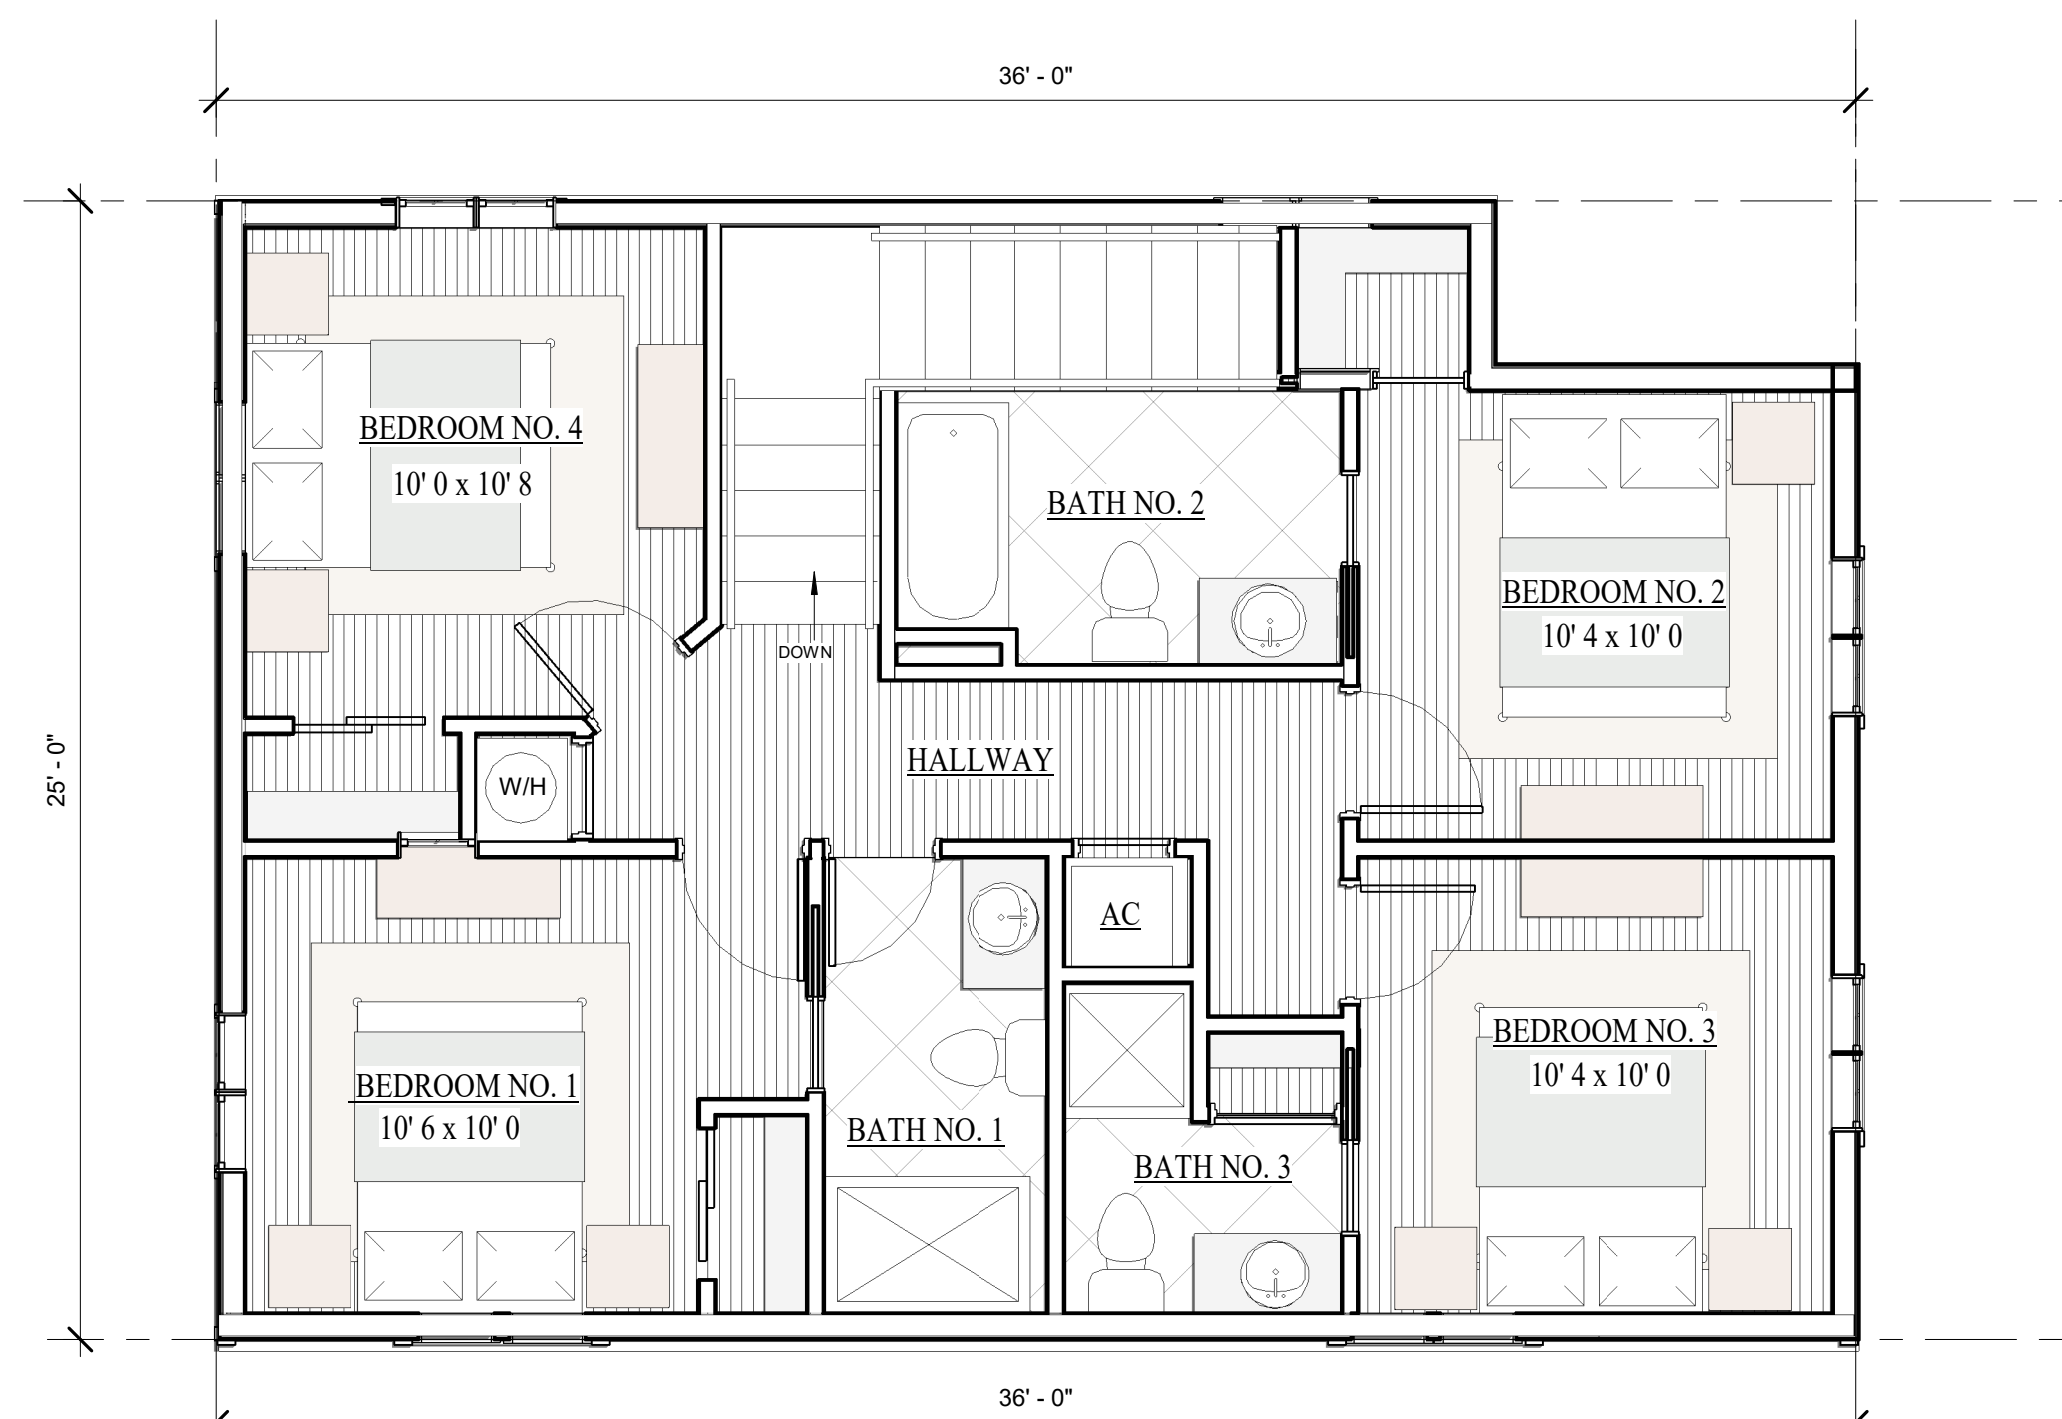 36' - 0"
BEDROOM NO. 4
10' 0 x 10' 8
BATH NO. 2
BEDROOM NO. 2
10' 4 x 10' 0
DOWN
25' - 0"
HALLWAY
W/H
AC
BEDROOM NO. 1
10' 6 x 10' 0
BATH NO. 1
BATH NO. 3
BEDROOM NO. 3
10' 4 x 10' 0
36' - 0"